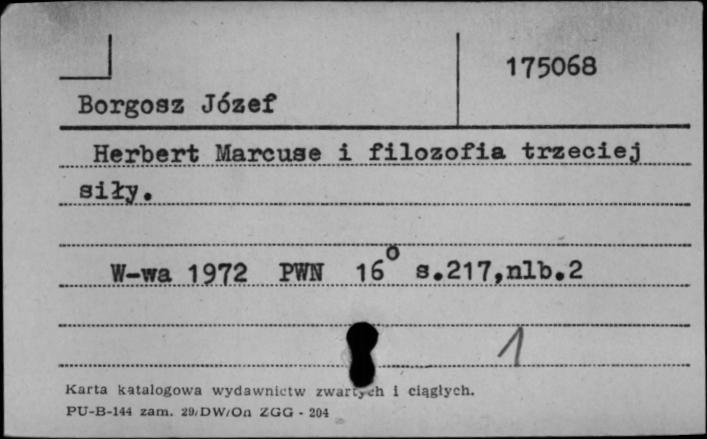 175068
Borgosz Józef
Herbert Marcuse i filozofia trzeciej
siły.
W-wa 1972 PWN 16° s.217,nlb.2
1
Karta katalogowa wydawnictw zwartych i ciągłych.
PU-B-144 zam. 29/DW/On ZGG - 204